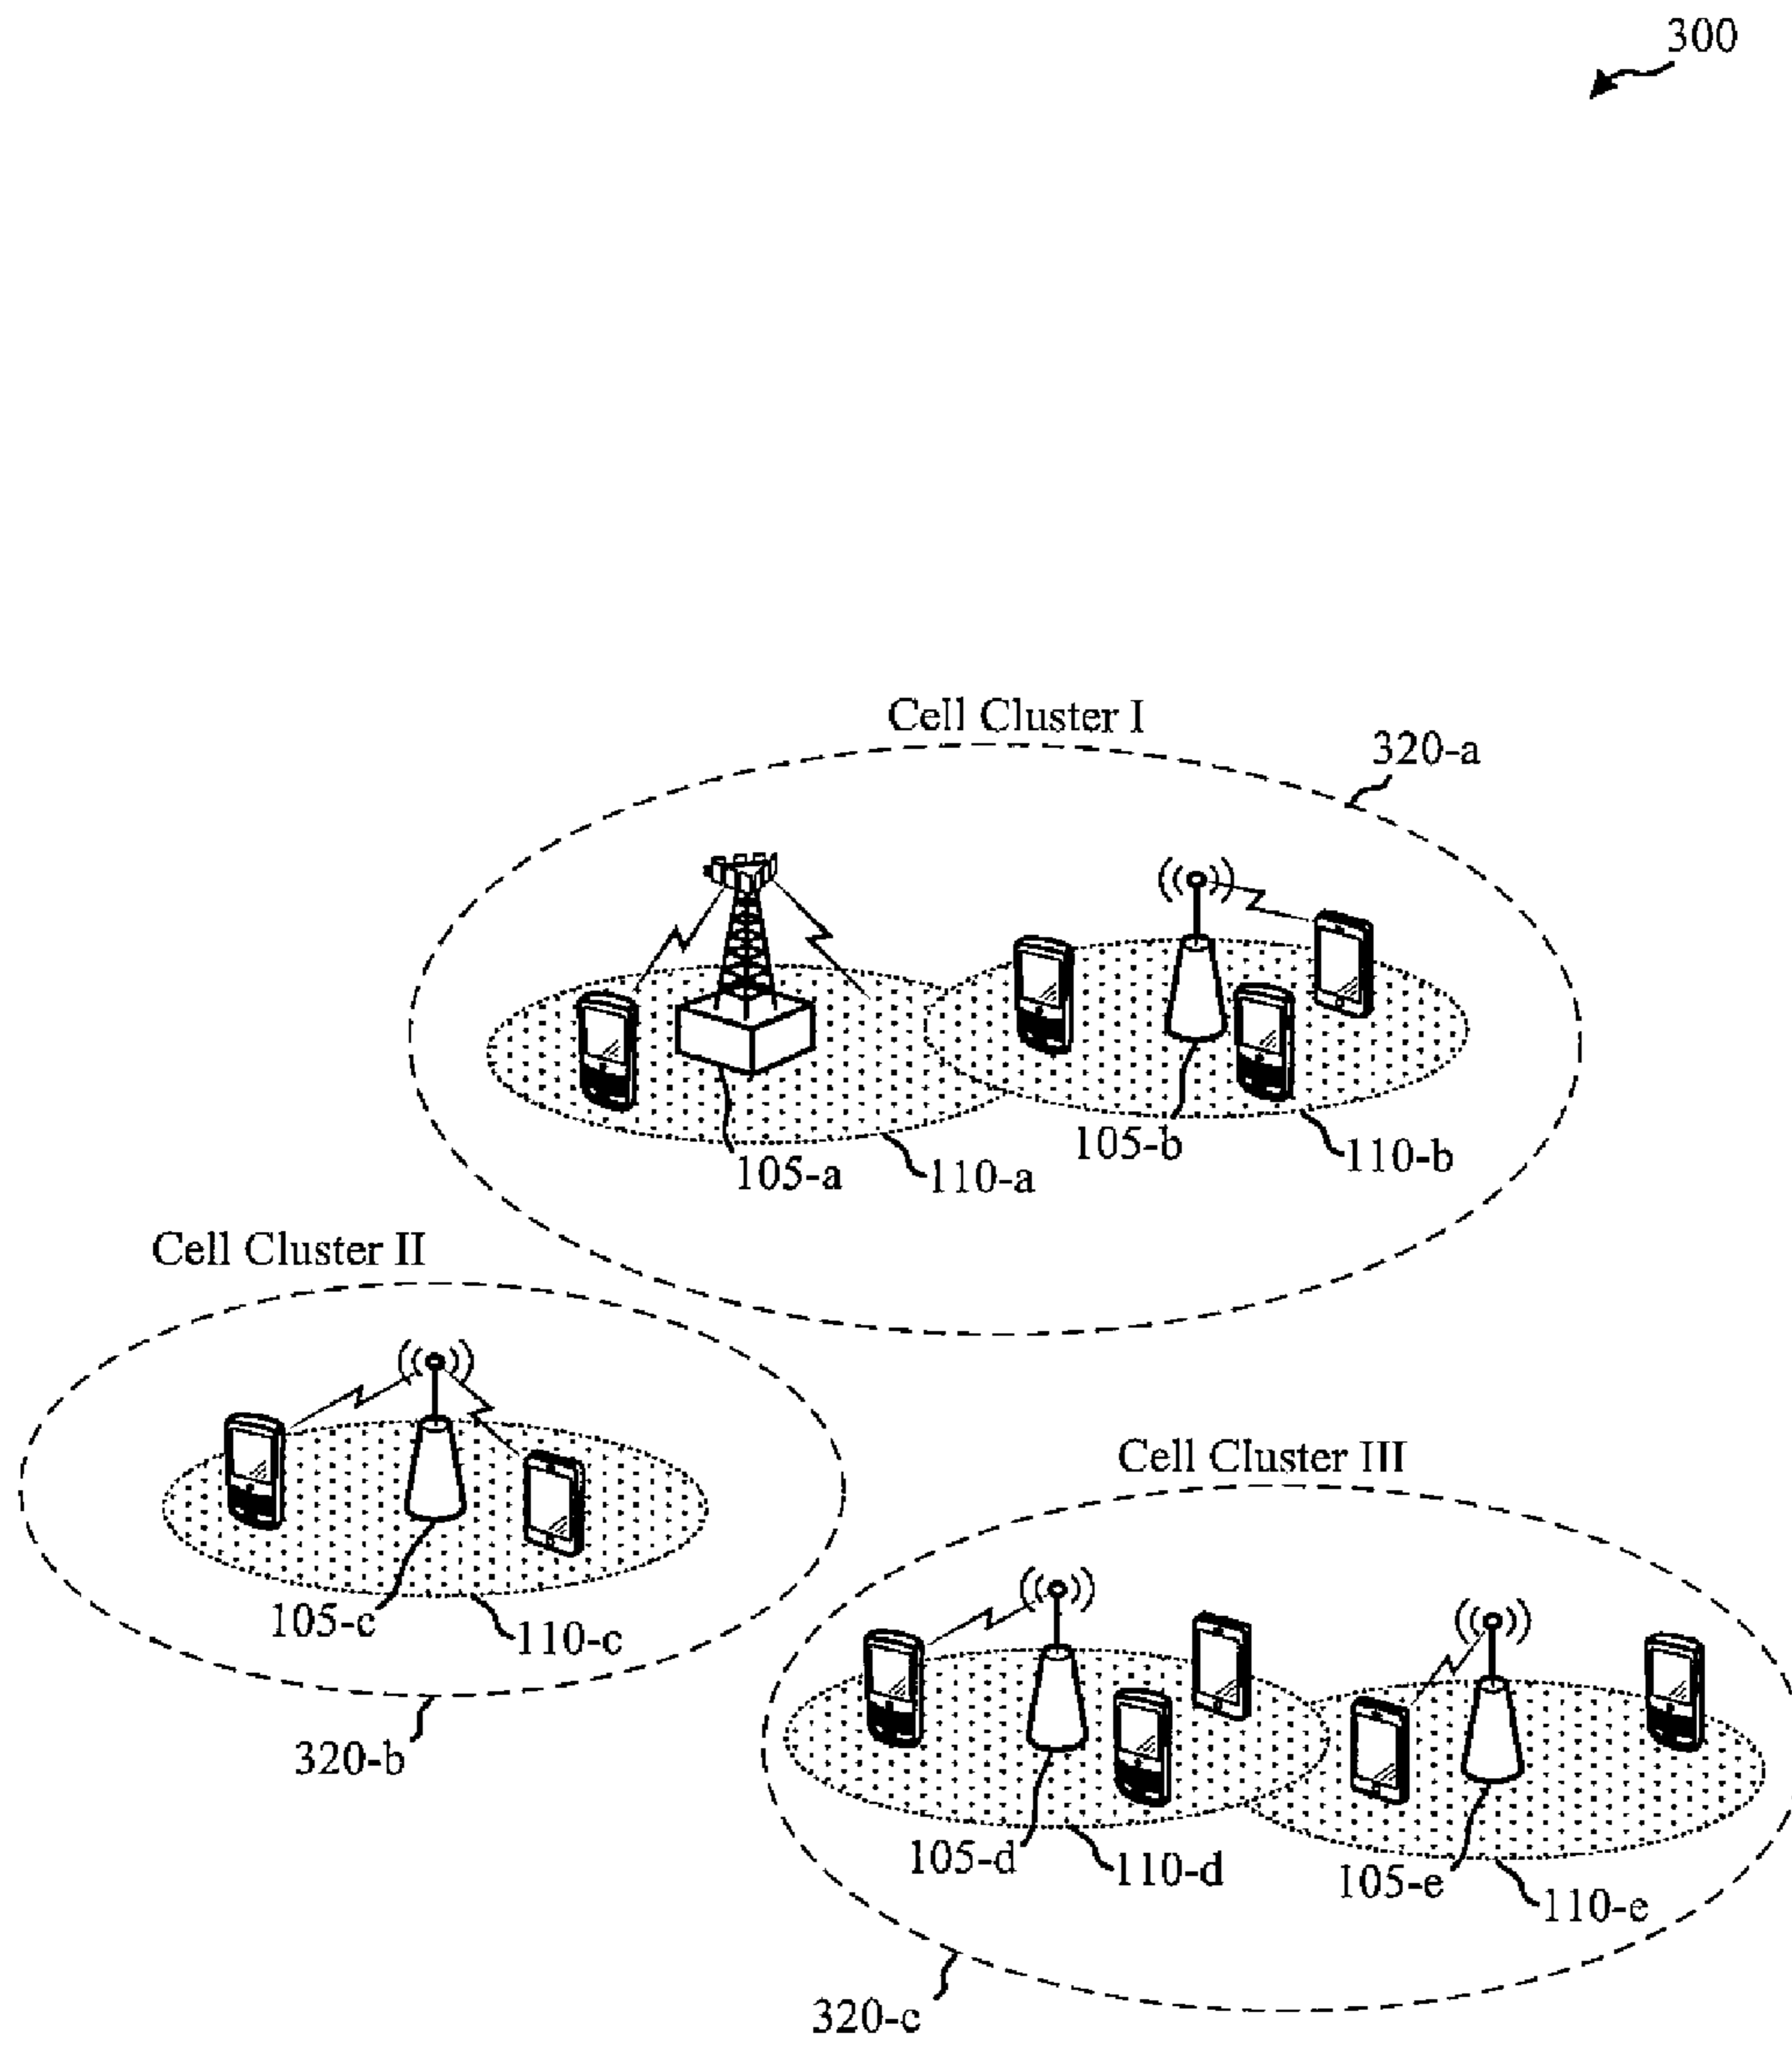 300
Cell Cluster I
320-a
105-a
110-a
105-b
110-b
Cell Cluster II
105-c
110-c
320-b
Cell Cluster III
105-d
110-d
105-e
110-e
320-c